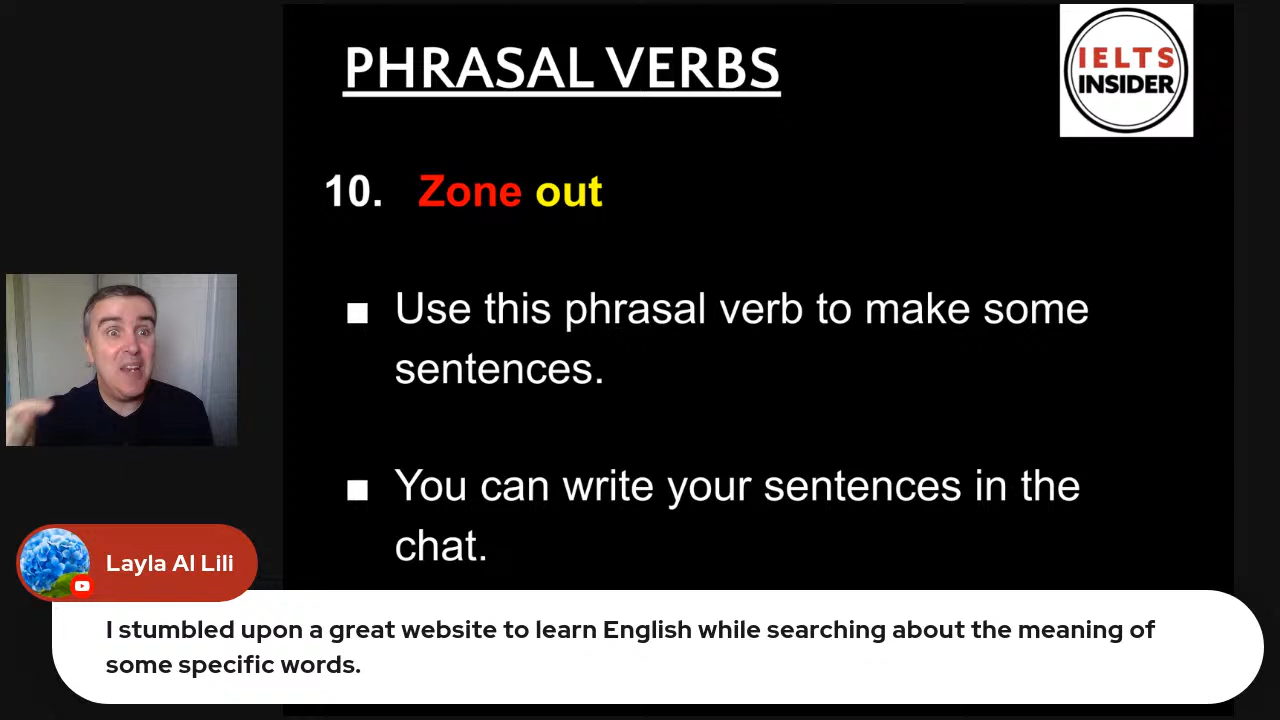 PHRASAL VERBS
IELTS
INSIDER
10. Zone out
■ Use this phrasal verb to make some
sentences.
■ You can write your sentences in the
chat.
Layla Al Lili
I stumbled upon a great website to learn English while searching about the meaning of
some specific words.